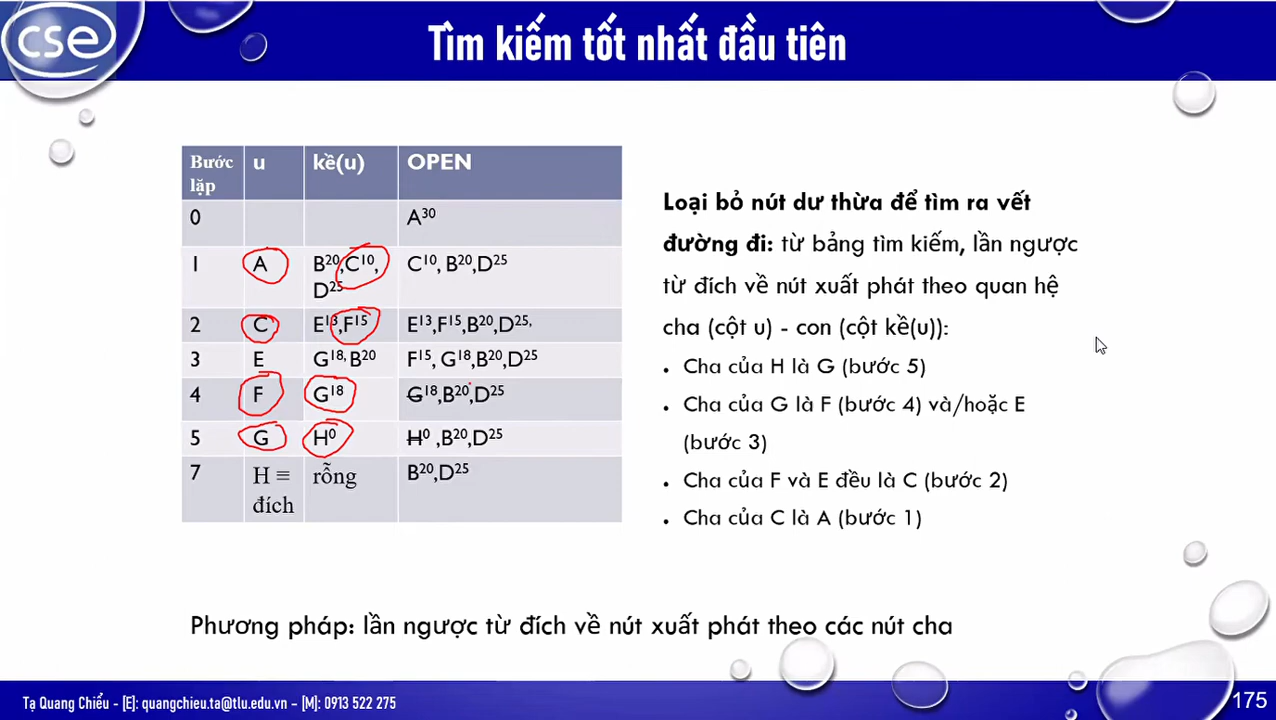 cse
Tìm kiếm tốt nhất đầu tiên
Bước lặp u kề(u) OPEN
0 A³⁰
1 A B²⁰,C¹⁰, D²⁵ C¹⁰, B²⁰,D²⁵
2 C E¹³,F¹⁵ E¹³,F¹⁵,B²⁰,D²⁵,
3 E G¹⁸, B²⁰ F¹⁵, G¹⁸,B²⁰,D²⁵
4 F G¹⁸ G¹⁸,B²⁰,D²⁵
5 G H⁰ H⁰ ,B²⁰,D²⁵
7 H ≡ đích rỗng B²⁰,D²⁵
Loại bỏ nút dư thừa để tìm ra vết
đường đi: từ bảng tìm kiếm, lần ngược
từ đích về nút xuất phát theo quan hệ
cha (cột u) - con (cột kề(u)):
• Cha của H là G (bước 5)
• Cha của G là F (bước 4) và/hoặc E
(bước 3)
• Cha của F và E đều là C (bước 2)
• Cha của C là A (bước 1)
Phương pháp: lần ngược từ đích về nút xuất phát theo các nút cha
Tạ Quang Chiểu - [E]: quangchieu.ta@tlu.edu.vn - [M]: 0913 522 275
175